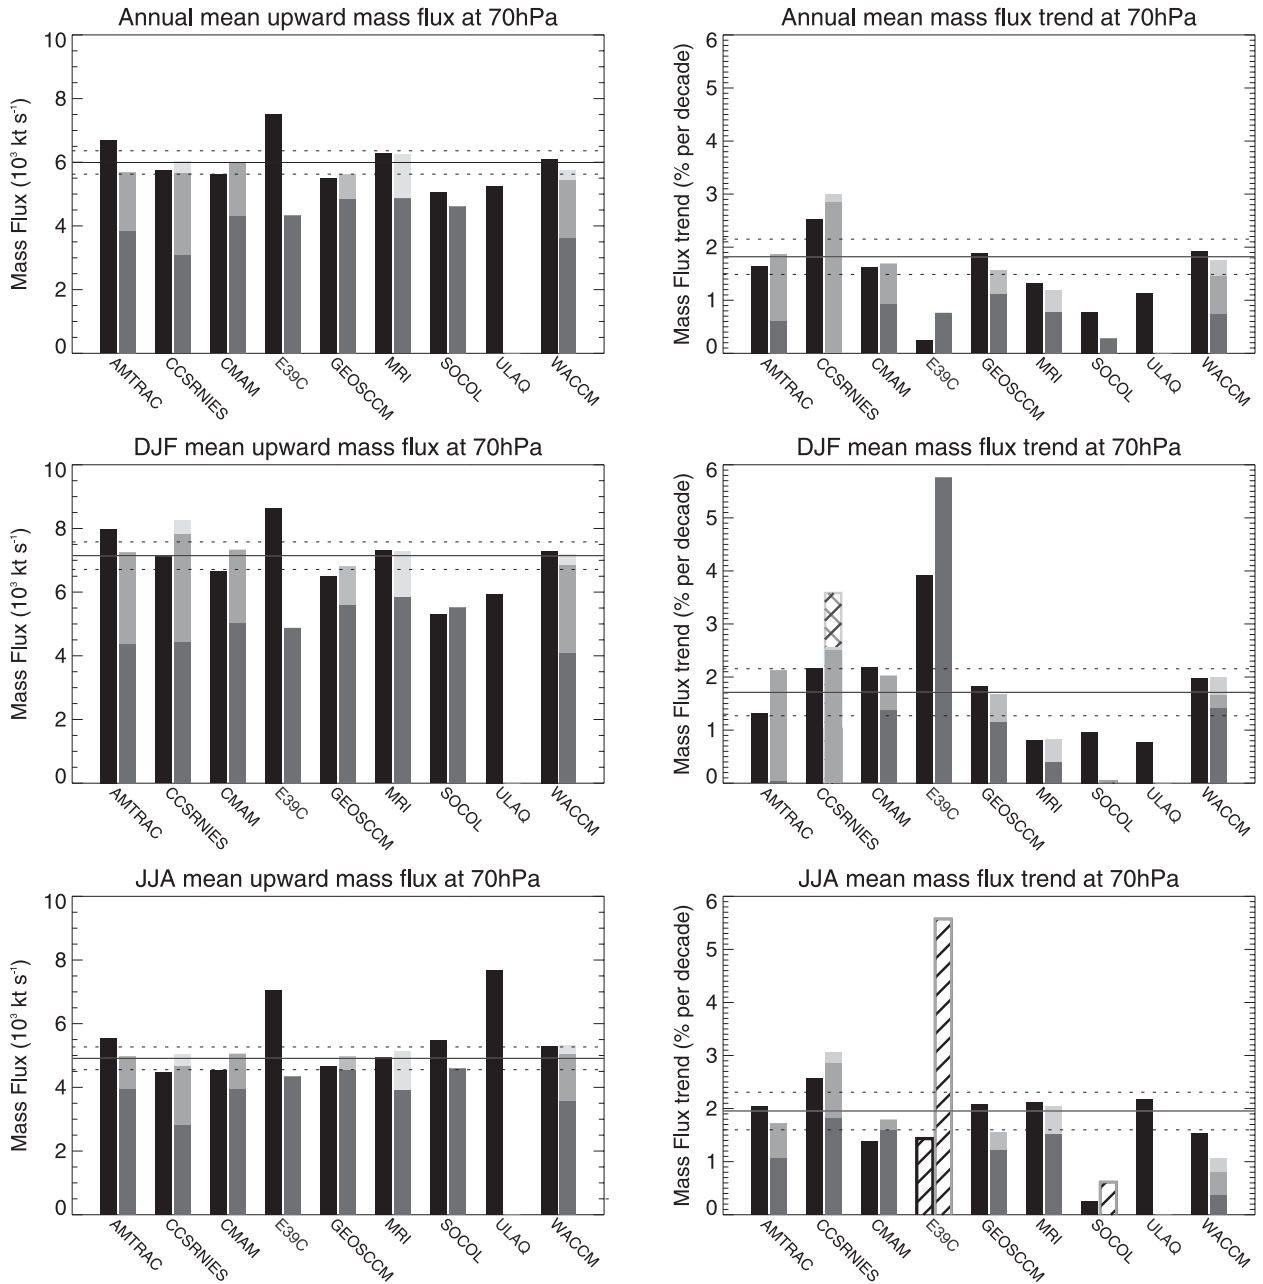 Annual mean upward mass flux at 70hPa
Mass Flux (10³ kt s⁻¹)
10
8
6
4
2
0
AMTRAC
CCSRNIES
CMAM
E39C
GEOSCCM
MRI
SOCOL
ULAQ
WACCM
Annual mean mass flux trend at 70hPa
Mass Flux trend (% per decade)
6
5
4
3
2
1
0
AMTRAC
CCSRNIES
CMAM
E39C
GEOSCCM
MRI
SOCOL
ULAQ
WACCM
DJF mean upward mass flux at 70hPa
Mass Flux (10³ kt s⁻¹)
10
8
6
4
2
0
AMTRAC
CCSRNIES
CMAM
E39C
GEOSCCM
MRI
SOCOL
ULAQ
WACCM
DJF mean mass flux trend at 70hPa
Mass Flux trend (% per decade)
6
5
4
3
2
1
0
AMTRAC
CCSRNIES
CMAM
E39C
GEOSCCM
MRI
SOCOL
ULAQ
WACCM
JJA mean upward mass flux at 70hPa
Mass Flux (10³ kt s⁻¹)
10
8
6
4
2
0
AMTRAC
CCSRNIES
CMAM
E39C
GEOSCCM
MRI
SOCOL
ULAQ
WACCM
JJA mean mass flux trend at 70hPa
Mass Flux trend (% per decade)
6
5
4
3
2
1
0
AMTRAC
CCSRNIES
CMAM
E39C
GEOSCCM
MRI
SOCOL
ULAQ
WACCM